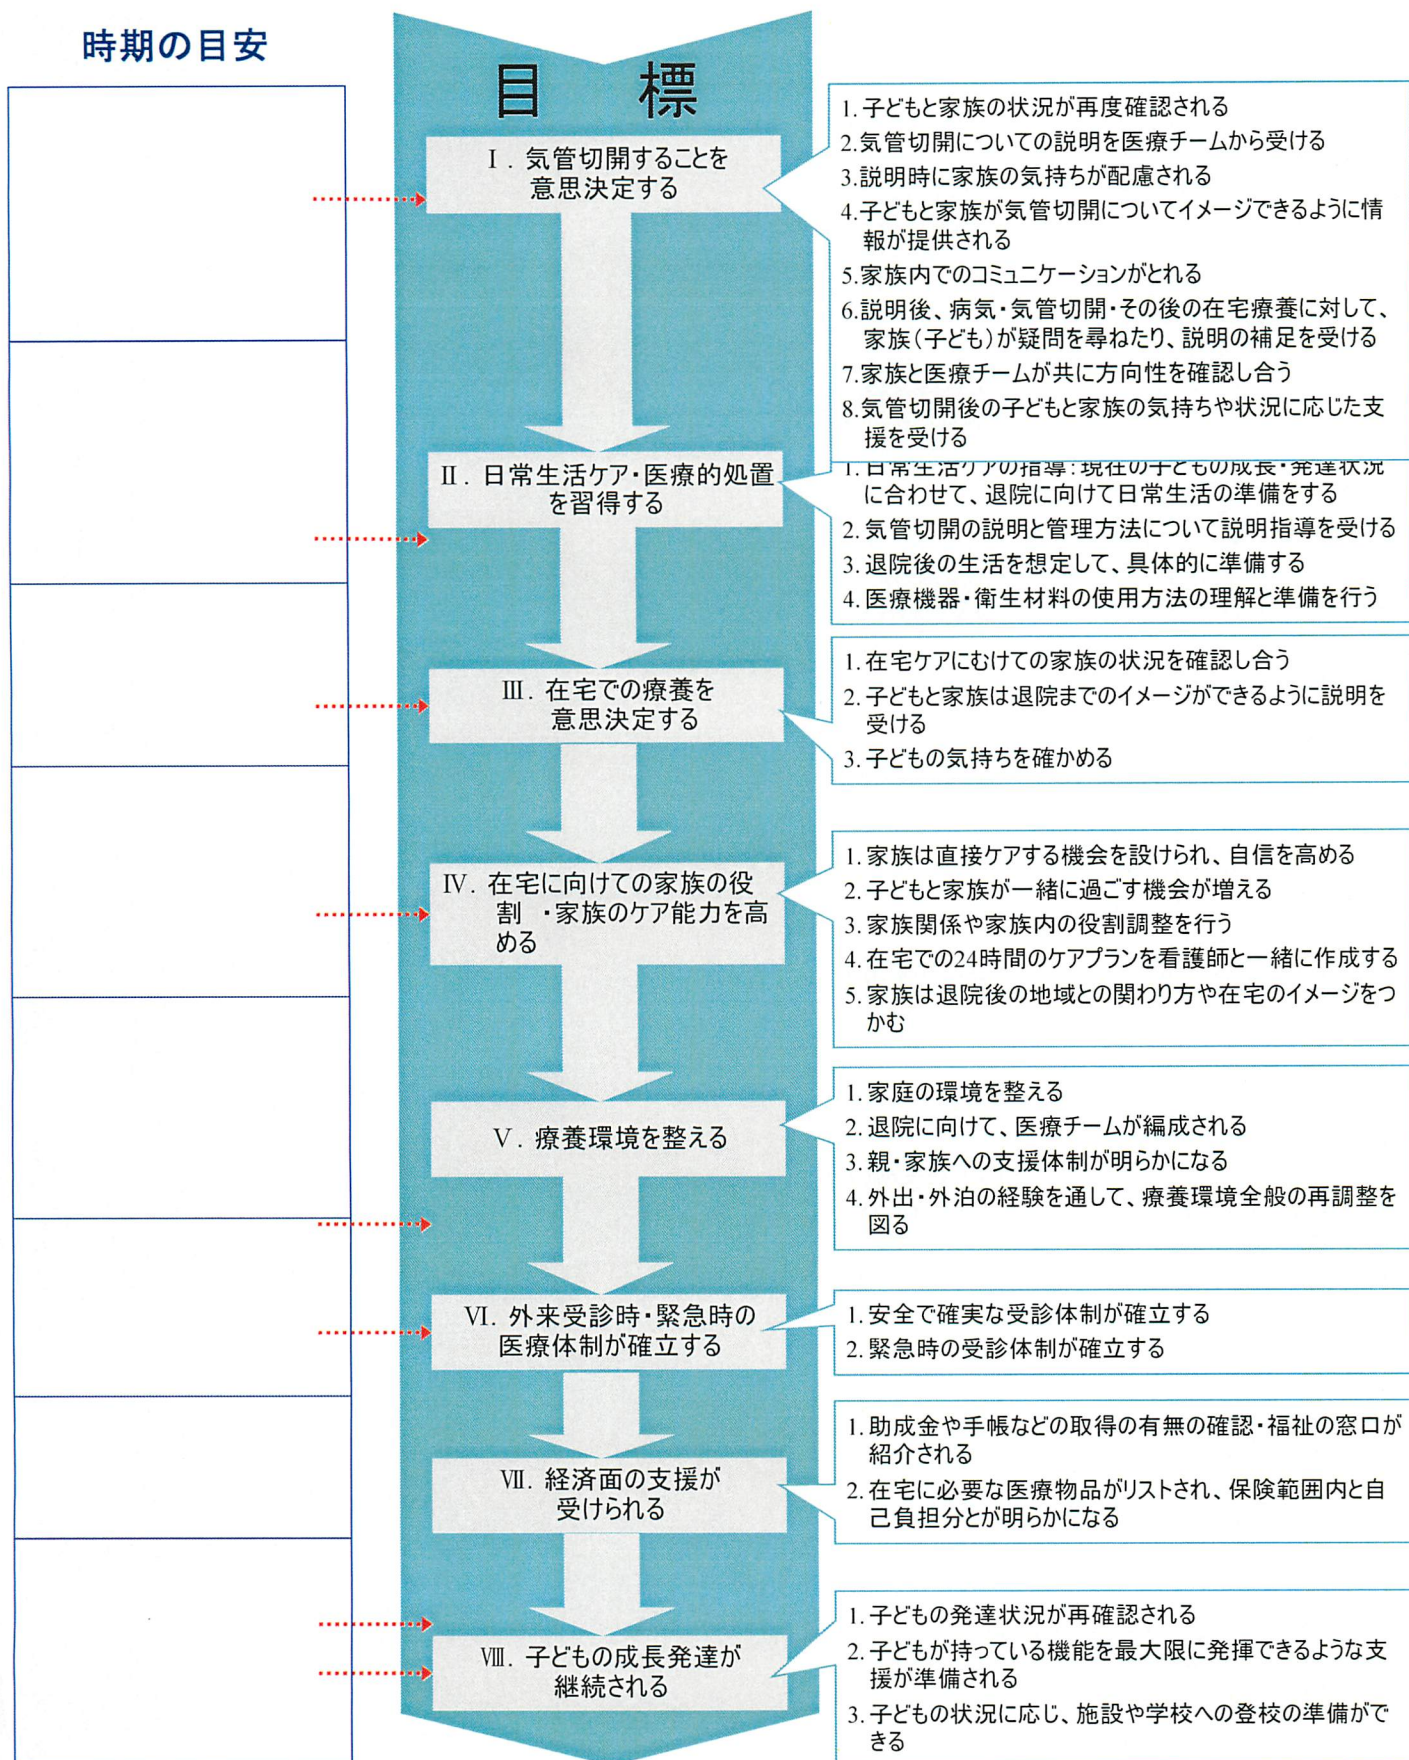 時期の目安
目 標
Ⅰ. 気管切開することを
意思決定する
1. 子どもと家族の状況が再度確認される
2. 気管切開についての説明を医療チームから受ける
3. 説明時に家族の気持ちが配慮される
4. 子どもと家族が気管切開についてイメージできるように情
報が提供される
5. 家族内でのコミュニケーションがとれる
6. 説明後、病気・気管切開・その後の在宅療養に対して、
家族(子ども)が疑問を尋ねたり、説明の補足を受ける
7. 家族と医療チームが共に方向性を確認し合う
8. 気管切開後の子どもと家族の気持ちや状況に応じた支
援を受ける
Ⅱ. 日常生活ケア・医療的処置
を習得する
1. 日常生活ケアの指導:現在の子どもの成長・発達状況
に合わせて、退院に向けて日常生活の準備をする
2. 気管切開の説明と管理方法について説明指導を受ける
3. 退院後の生活を想定して、具体的に準備する
4. 医療機器・衛生材料の使用方法の理解と準備を行う
Ⅲ. 在宅での療養を
意思決定する
1. 在宅ケアにむけての家族の状況を確認し合う
2. 子どもと家族は退院までのイメージができるように説明を
受ける
3. 子どもの気持ちを確かめる
Ⅳ. 在宅に向けての家族の役
割 ・家族のケア能力を高
める
1. 家族は直接ケアする機会を設けられ、自信を高める
2. 子どもと家族が一緒に過ごす機会が増える
3. 家族関係や家族内の役割調整を行う
4. 在宅での24時間のケアプランを看護師と一緒に作成する
5. 家族は退院後の地域との関わり方や在宅のイメージをつ
かむ
Ⅴ. 療養環境を整える
1. 家庭の環境を整える
2. 退院に向けて、医療チームが編成される
3. 親・家族への支援体制が明らかになる
4. 外出・外泊の経験を通して、療養環境全般の再調整を
図る
Ⅵ. 外来受診時・緊急時の
医療体制が確立する
1. 安全で確実な受診体制が確立する
2. 緊急時の受診体制が確立する
Ⅶ. 経済面の支援が
受けられる
1. 助成金や手帳などの取得の有無の確認・福祉の窓口が
紹介される
2. 在宅に必要な医療物品がリストされ、保険範囲内と自
己負担分とが明らかになる
Ⅷ. 子どもの成長発達が
継続される
1. 子どもの発達状況が再確認される
2. 子どもが持っている機能を最大限に発揮できるような支
援が準備される
3. 子どもの状況に応じ、施設や学校への登校の準備がで
きる